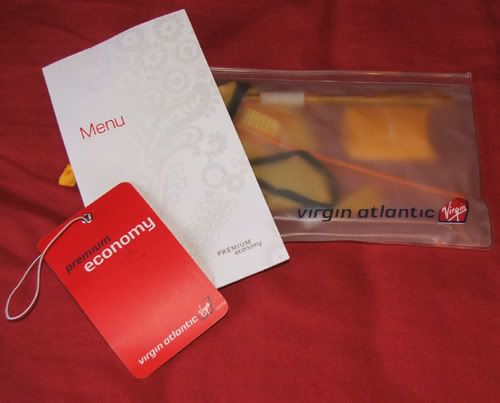 Menu
PREMIUM
economy
virgin atlantic Virgin
premium
economy
virgin atlantic Virgin